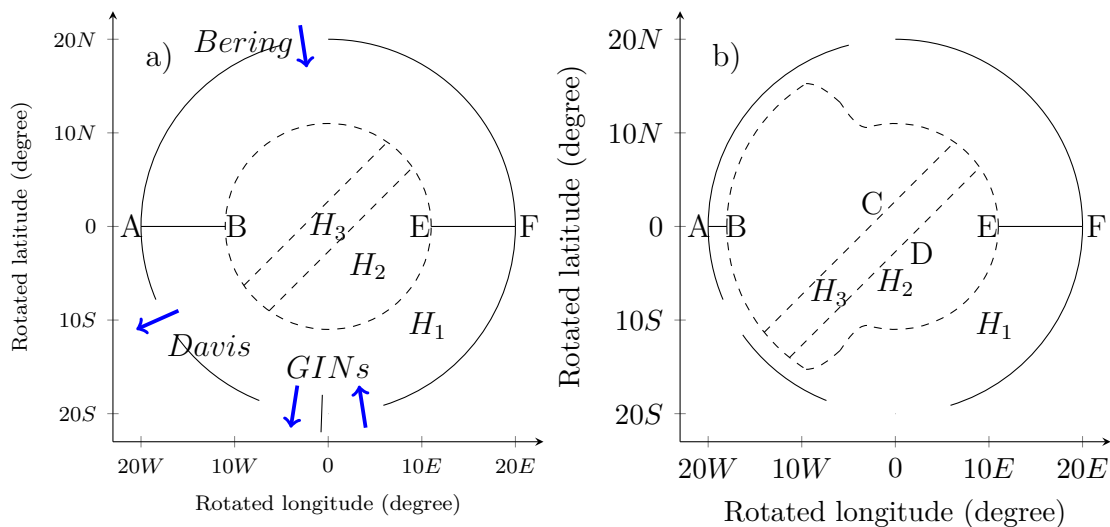 a)
Bering
20N
10N
0
10S
20S
Rotated latitude (degree)
A
B
E
F
H3
H2
H1
Davis
GINs
20W
10W
0
10E
20E
Rotated longitude (degree)
b)
20N
10N
0
10S
20S
Rotated latitude (degree)
A
B
C
D
E
F
H3
H2
H1
20W
10W
0
10E
20E
Rotated longitude (degree)